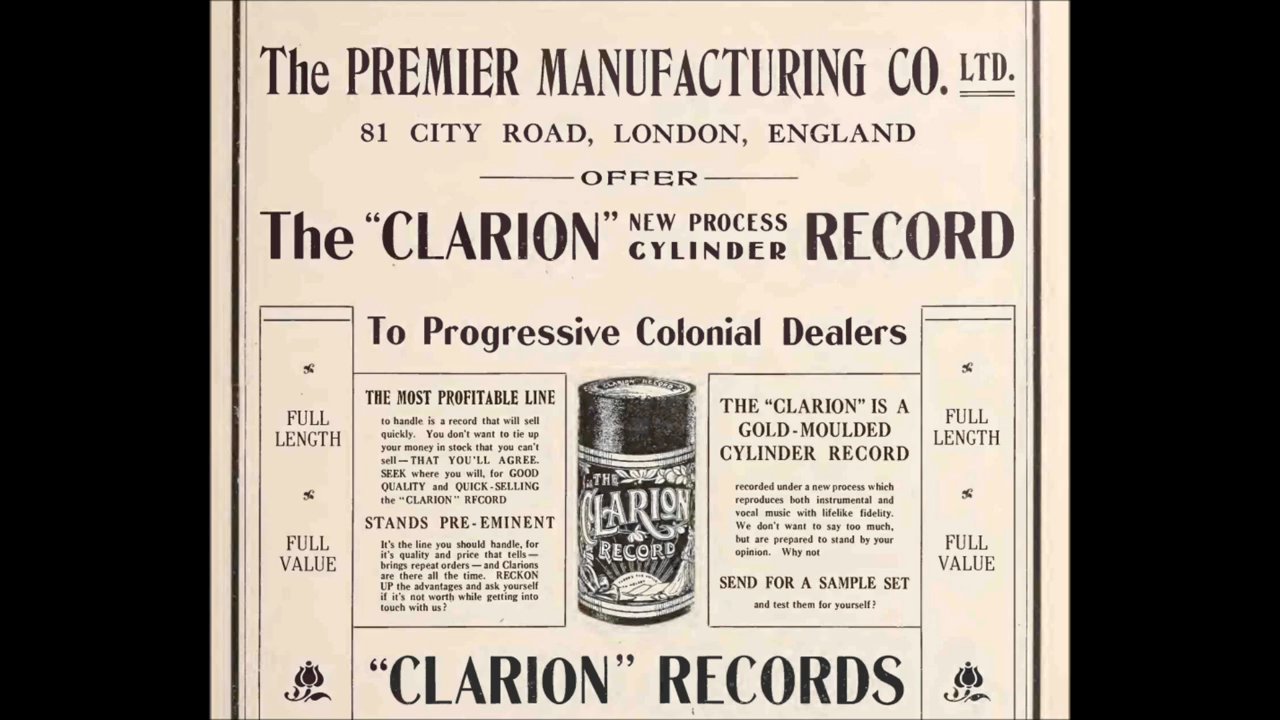 The PREMIER MANUFACTURING CO. LTD.
81 CITY ROAD, LONDON, ENGLAND
OFFER
The "CLARION" NEW PROCESS CYLINDER RECORD
To Progressive Colonial Dealers
FULL
LENGTH
FULL
VALUE
THE MOST PROFITABLE LINE
to handle is a record that will sell
quickly. You don't want to tie up
your money in stock that you can't
sell—THAT YOU'LL AGREE.
SEEK where you will, for GOOD
QUALITY and QUICK-SELLING
the "CLARION" RFCORD
STANDS PRE-EMINENT
It's the line you should handle, for
it's quality and price that tells—
brings repeat orders—and Clarions
are there all the time. RECKON
UP the advantages and ask yourself
if it's not worth while getting into
touch with us?
CLARION RECORD
THE
CLARION
RECORD
THE "CLARION" IS A
GOLD-MOULDED
CYLINDER RECORD
recorded under a new process which
reproduces both instrumental and
vocal music with lifelike fidelity.
We don't want to say too much,
but are prepared to stand by your
opinion. Why not
SEND FOR A SAMPLE SET
and test them for yourself?
FULL
LENGTH
FULL
VALUE
"CLARION" RECORDS